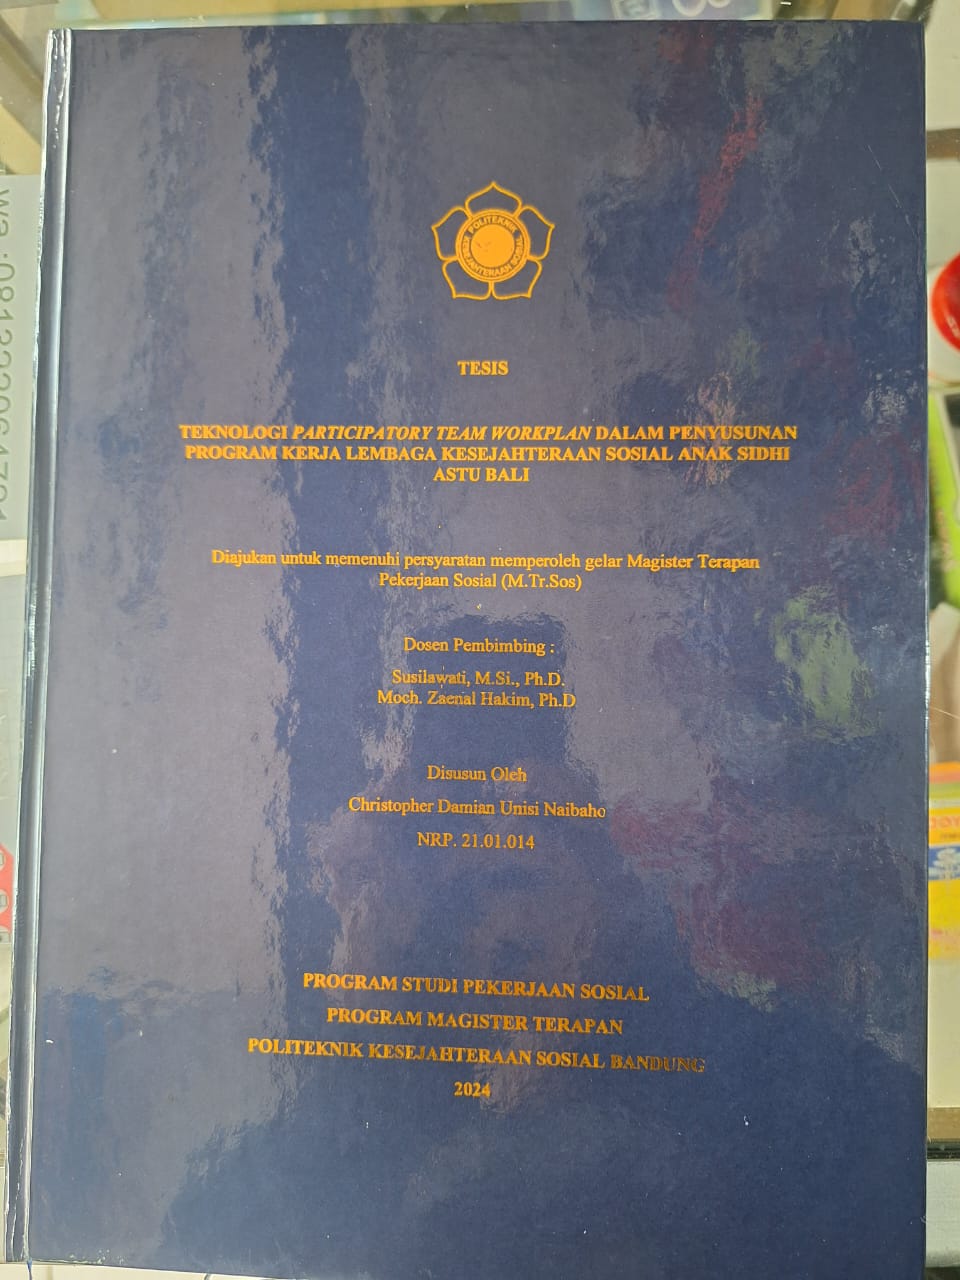 POLITEKNIK
KESEJAHTERAAN SOSIAL
TESIS
TEKNOLOGI PARTICIPATORY TEAM WORKPLAN DALAM PENYUSUNAN
PROGRAM KERJA LEMBAGA KESEJAHTERAAN SOSIAL ANAK SIDHI
ASTU BALI
Diajukan untuk memenuhi persyaratan memperoleh gelar Magister Terapan
Pekerjaan Sosial (M.Tr.Sos)
Dosen Pembimbing :
Susilawati, M.Si., Ph.D.
Moch. Zaenal Hakim, Ph.D
Disusun Oleh
Christopher Damian Unisi Naibaho
NRP. 21.01.014
PROGRAM STUDI PEKERJAAN SOSIAL
PROGRAM MAGISTER TERAPAN
POLITEKNIK KESEJAHTERAAN SOSIAL BANDUNG
2024